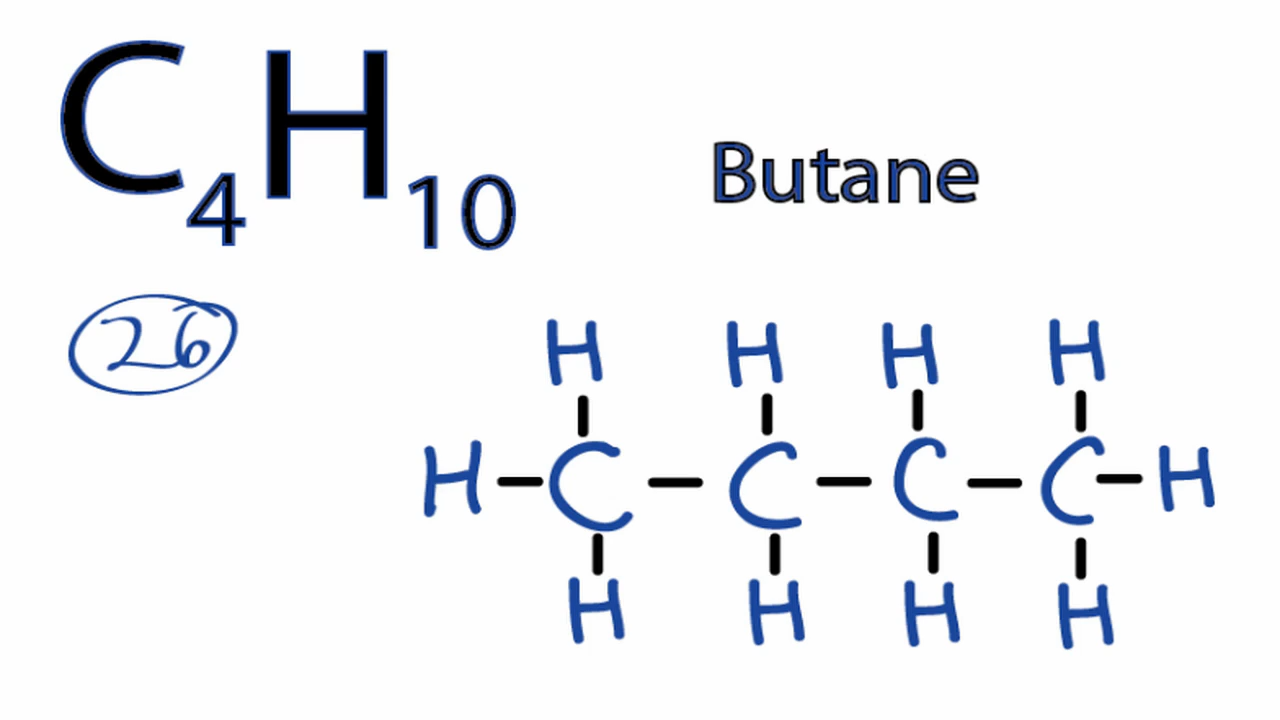 C4H10
Butane
26
H H H H
H-C-C-C-C-H
H H H H